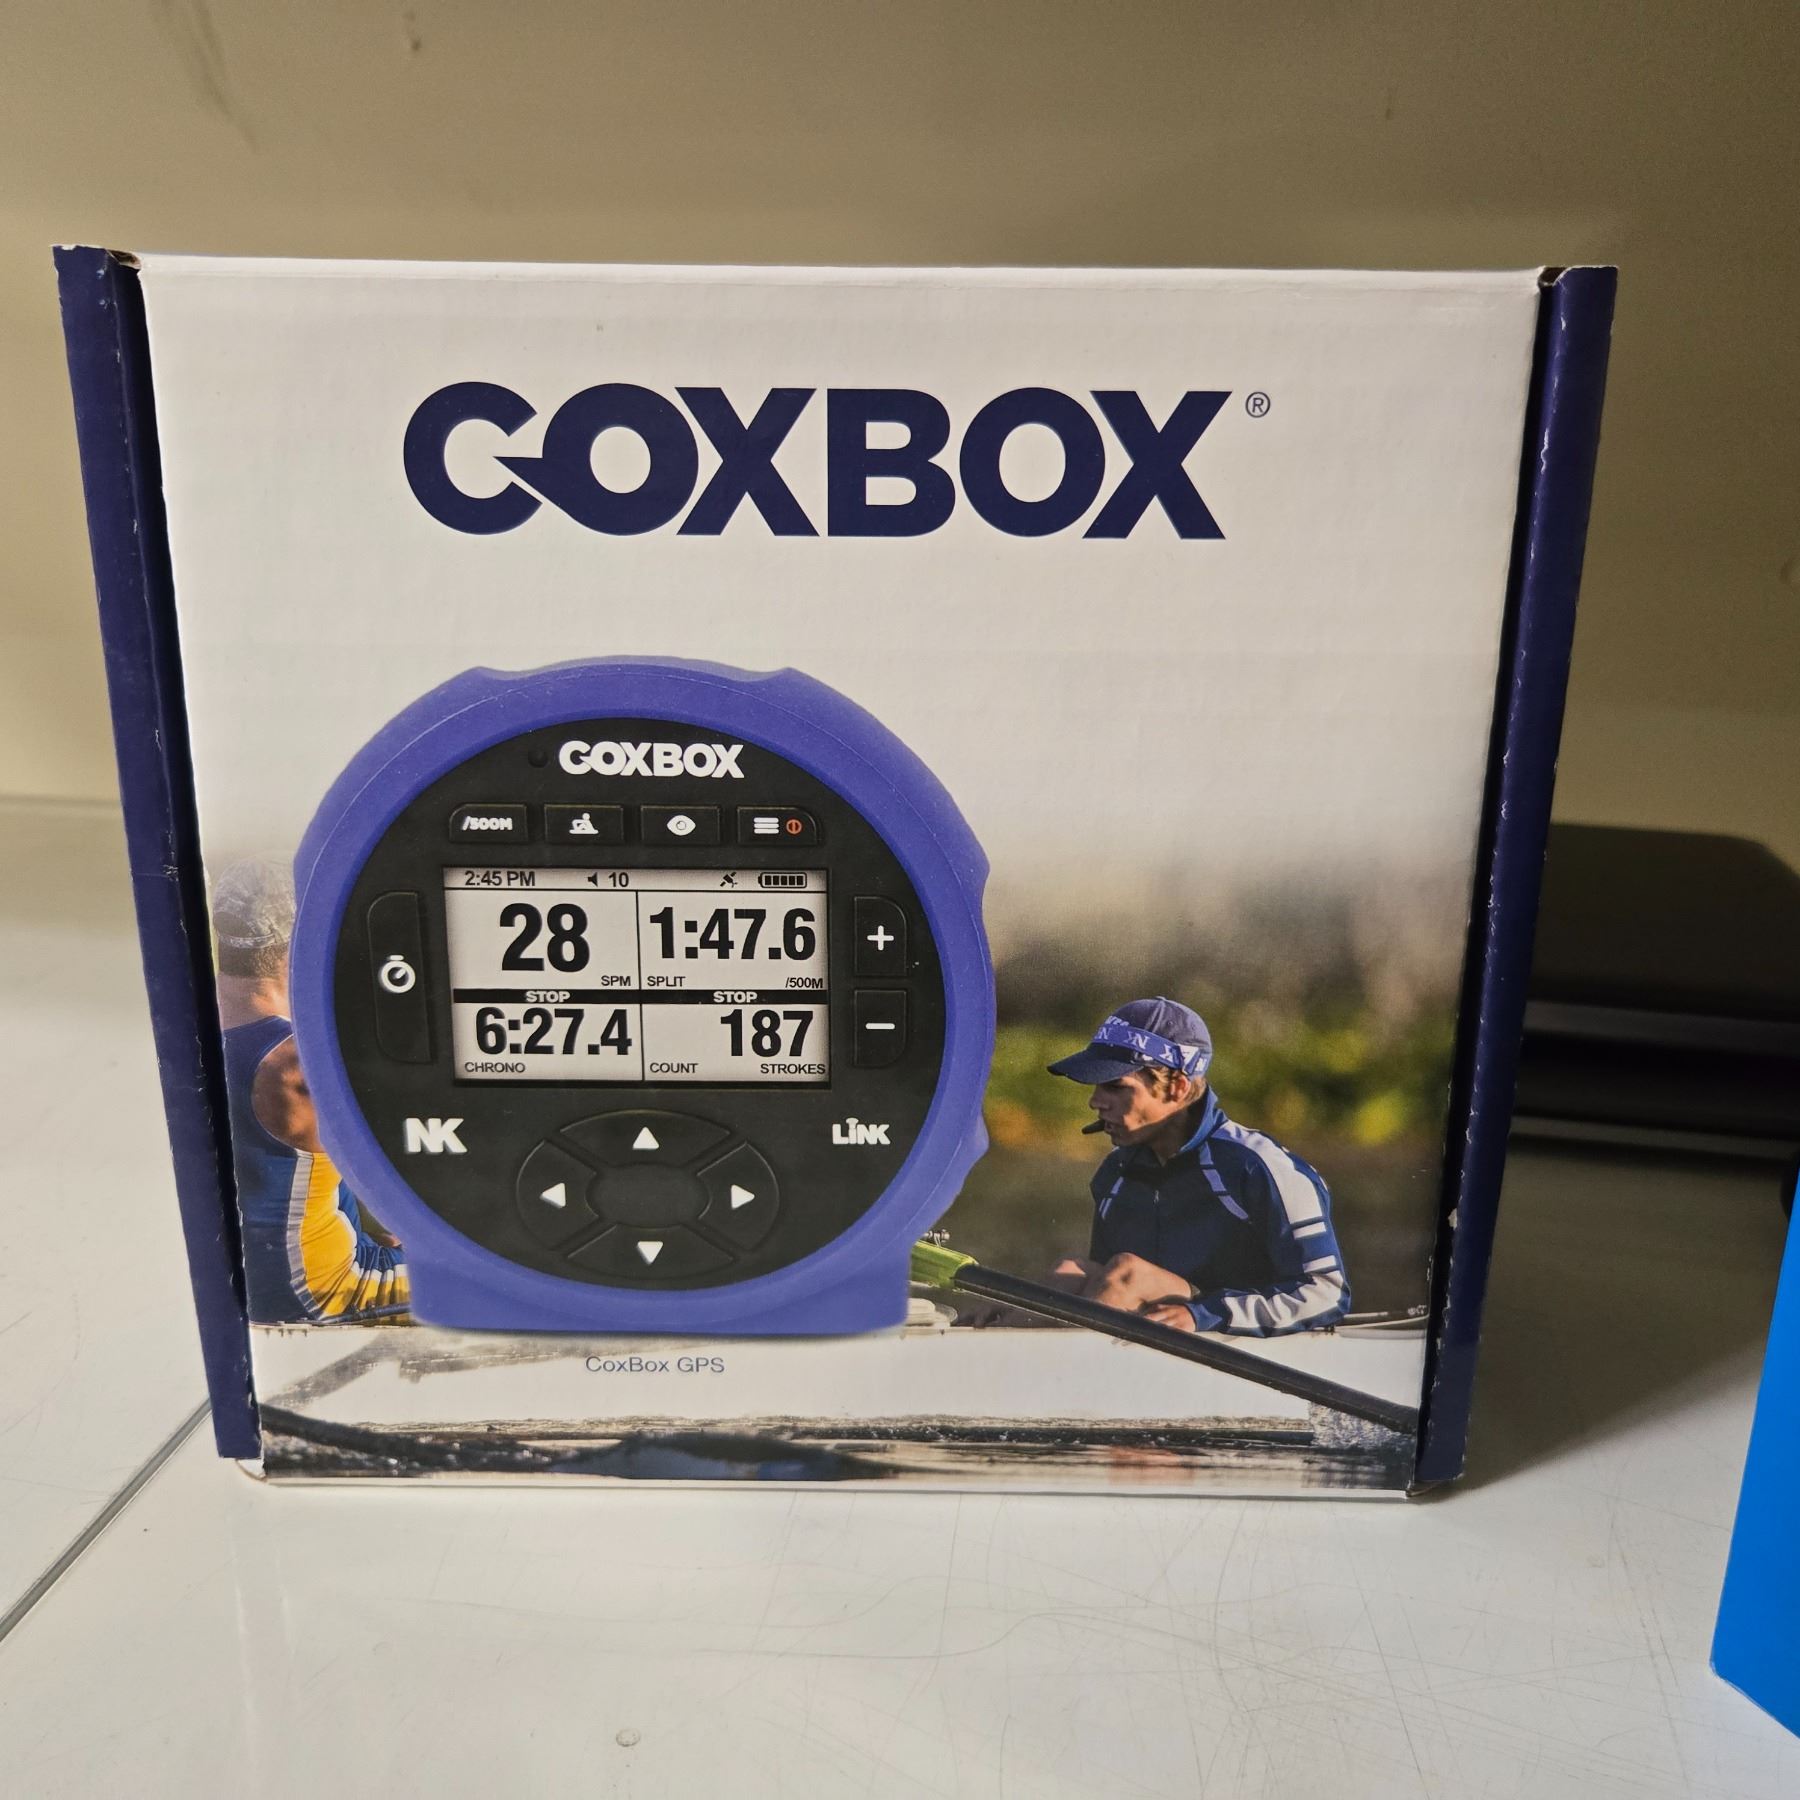 COXBOX®
COXBOX
/500M
2:45 PM 10
28 SPM
1:47.6
SPLIT /500M
STOP STOP
6:27.4
187
CHRONO
COUNT STROKES
+
−
NK
LiNK
CoxBox GPS